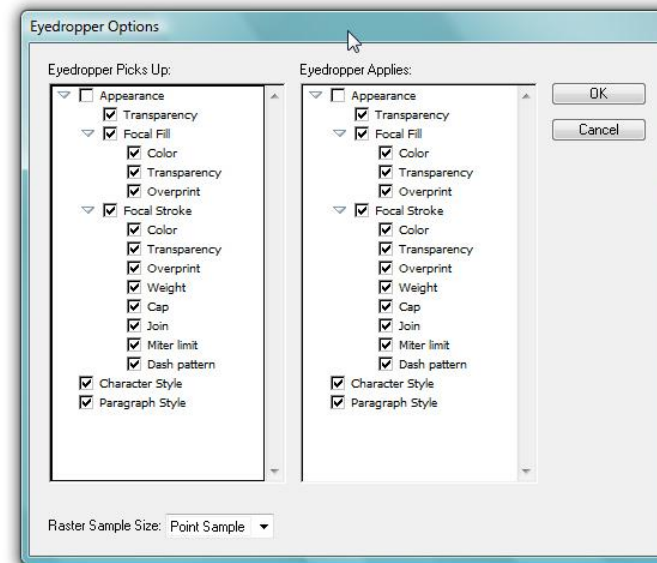 Eyedropper Options
Eyedropper Picks Up:
Appearance
Transparency
Focal Fill
Color
Transparency
Overprint
Focal Stroke
Color
Transparency
Overprint
Weight
Cap
Join
Miter limit
Dash pattern
Character Style
Paragraph Style
Eyedropper Applies:
Appearance
Transparency
Focal Fill
Color
Transparency
Overprint
Focal Stroke
Color
Transparency
Overprint
Weight
Cap
Join
Miter limit
Dash pattern
Character Style
Paragraph Style
OK
Cancel
Raster Sample Size: Point Sample